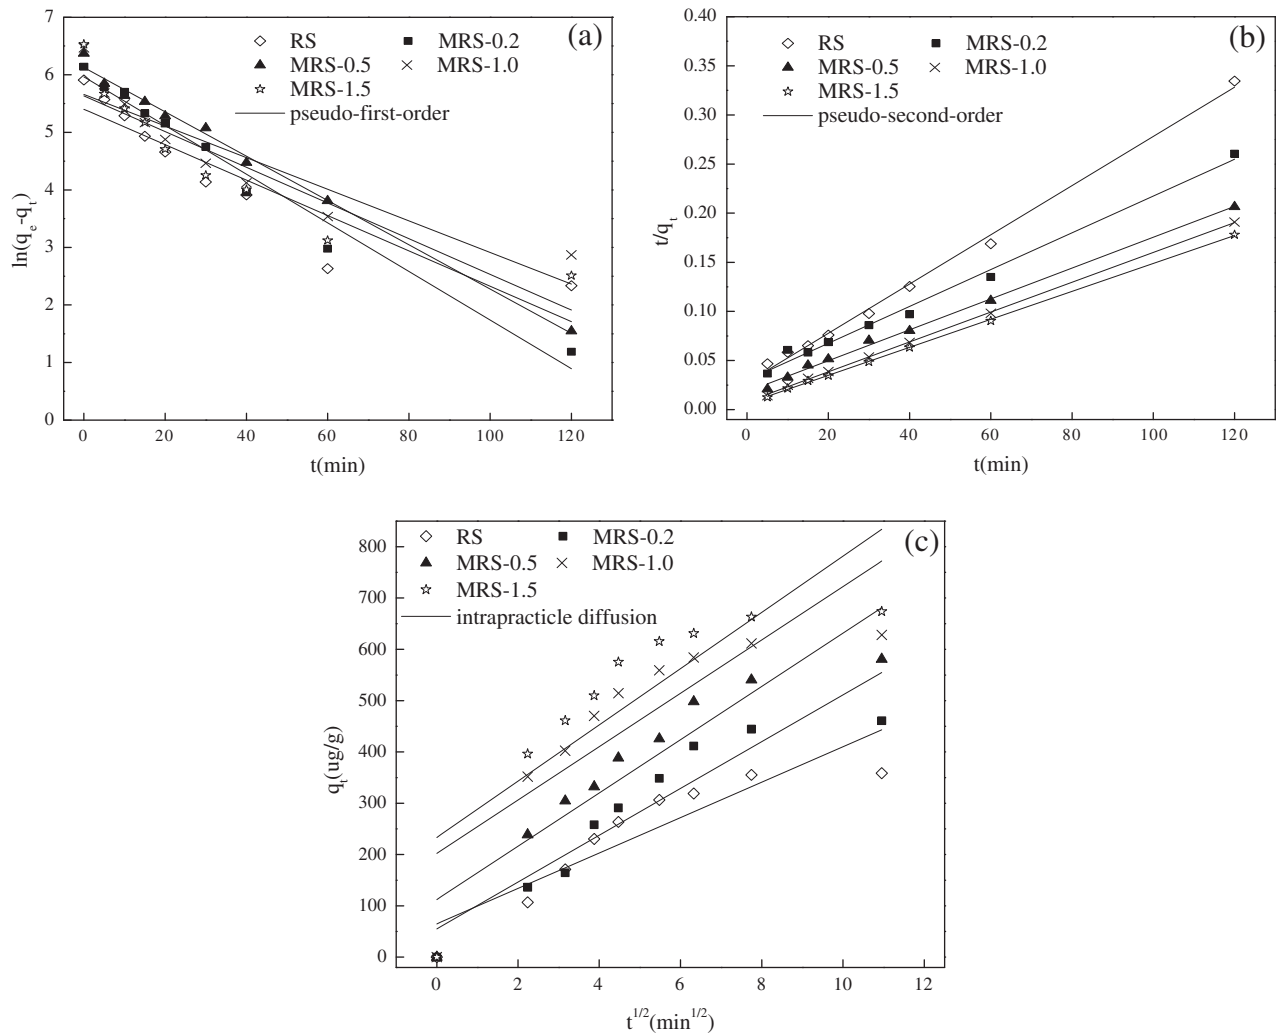 (a)
RS MRS-0.2
MRS-0.5 MRS-1.0
MRS-1.5
pseudo-first-order
ln(qe-qt)
7
6
5
4
3
2
1
0
0 20 40 60 80 100 120
t(min)
(b)
RS MRS-0.2
MRS-0.5 MRS-1.0
MRS-1.5
pseudo-second-order
t/qt
0.40
0.35
0.30
0.25
0.20
0.15
0.10
0.05
0.00
0 20 40 60 80 100 120
t(min)
(c)
RS MRS-0.2
MRS-0.5 MRS-1.0
MRS-1.5
intrapracticle diffusion
qt(ug/g)
800
700
600
500
400
300
200
100
0
0 2 4 6 8 10 12
t1/2(min1/2)